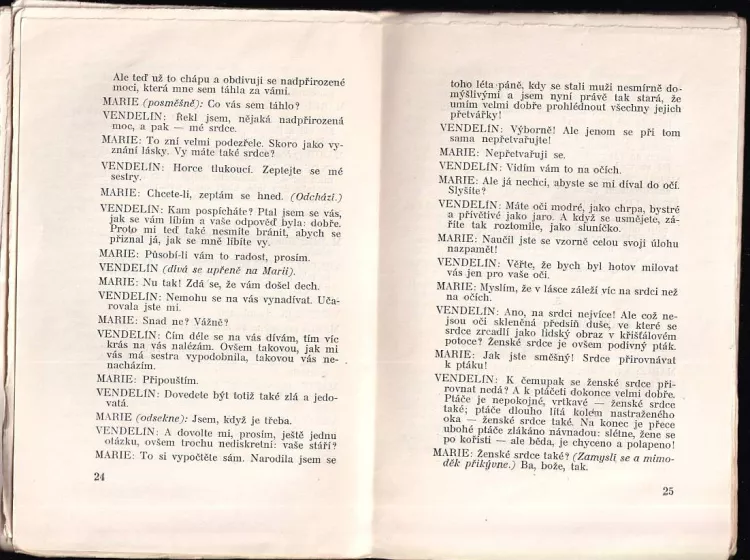 Ale teď už to chápu a obdivuji se nadpřirozené
moci, která mne sem táhla za vámi.
MARIE (posměšně): Co vás sem táhlo?
VENDELÍN: Řekl jsem, nějaká nadpřirozená
moc, a pak — mé srdce.
MARIE: To zní velmi podezřele. Skoro jako vy-
znání lásky. Vy máte také srdce?
VENDELÍN: Horce tlukoucí. Zeptejte se mé
sestry.
MARIE: Chcete-li, zeptám se hned. (Odchází.)
VENDELÍN: Kam pospícháte? Ptal jsem se vás,
jak se vám líbím a vaše odpověď byla: dobře.
Proto mi teď také nesmíte bránit, abych se
přiznal já, jak se mně líbíte vy.
MARIE: Působí-li vám to radost, prosím.
VENDELÍN (dívá se upřeně na Marii).
MARIE: Nu tak! Zdá se, že vám došel dech.
VENDELÍN: Nemohu se na vás vynadívat. Uča-
rovala jste mi.
MARIE: Snad ne? Vážně?
VENDELÍN: Čím déle se na vás dívám, tím víc
krás na vás nalézám. Ovšem takovou, jak mi
vás má sestra vypodobnila, takovou vás ne-
nacházím.
MARIE: Připouštím.
VENDELÍN: Dovedete být totiž také zlá a jedo-
vatá.
MARIE (odsekne): Jsem, když je třeba.
VENDELÍN: A dovolte mi, prosím, ještě jednu
otázku, ovšem trochu nediskretní: vaše stáří?
MARIE: To si vypočtěte sám. Narodila jsem se
24
toho léta páně, kdy se stali muži nesmírně do-
mýšlivými a jsem nyní právě tak stará, že
umím velmi dobře prohlédnout všechny jejich
přetvářky!
VENDELÍN: Výborně! Ale jenom se při tom
sama nepřetvařujte!
MARIE: Nepřetvařuji se.
VENDELÍN: Vidím vám to na očích.
MARIE: Ale já nechci, abyste se mi díval do očí.
Slyšíte?
VENDELÍN: Máte oči modré, jako chrpa, bystré
a přívětivé jako jaro. A když se usmějete, zá-
říte tak roztomile, jako sluníčko.
MARIE: Naučil jste se vzorně celou svoji úlohu
nazpaměť!
VENDELÍN: Věřte, že bych byl hotov milovat
vás jen pro vaše oči.
MARIE: Myslím, že v lásce záleží víc na srdci než
na očích.
VENDELÍN: Ano, na srdci nejvíce! Ale což ne-
jsou oči skleněná předsíň duše, ve které se
srdce zrcadlí jako lidský obraz v křišťálovém
potoce? Ženské srdce je ovšem podivný pták.
MARIE: Jak jste směšný! Srdce přirovnávat
k ptáku!
VENDELÍN: K čemupak se ženské srdce při-
rovnat nedá? A k ptáčeti dokonce velmi dobře.
Ptáče je nepokojné, vrtkavé — ženské srdce
také; ptáče dlouho lítá kolem nastraženého
oka — ženské srdce také. Na konec je přece
ubohé ptáče zlákáno návnadou: slétne, žene se
po kořisti — ale běda, je chyceno a polapeno!
MARIE: Ženské srdce také? (Zamyslí se a mimo-
děk přikývne.) Ba, bože, tak.
25